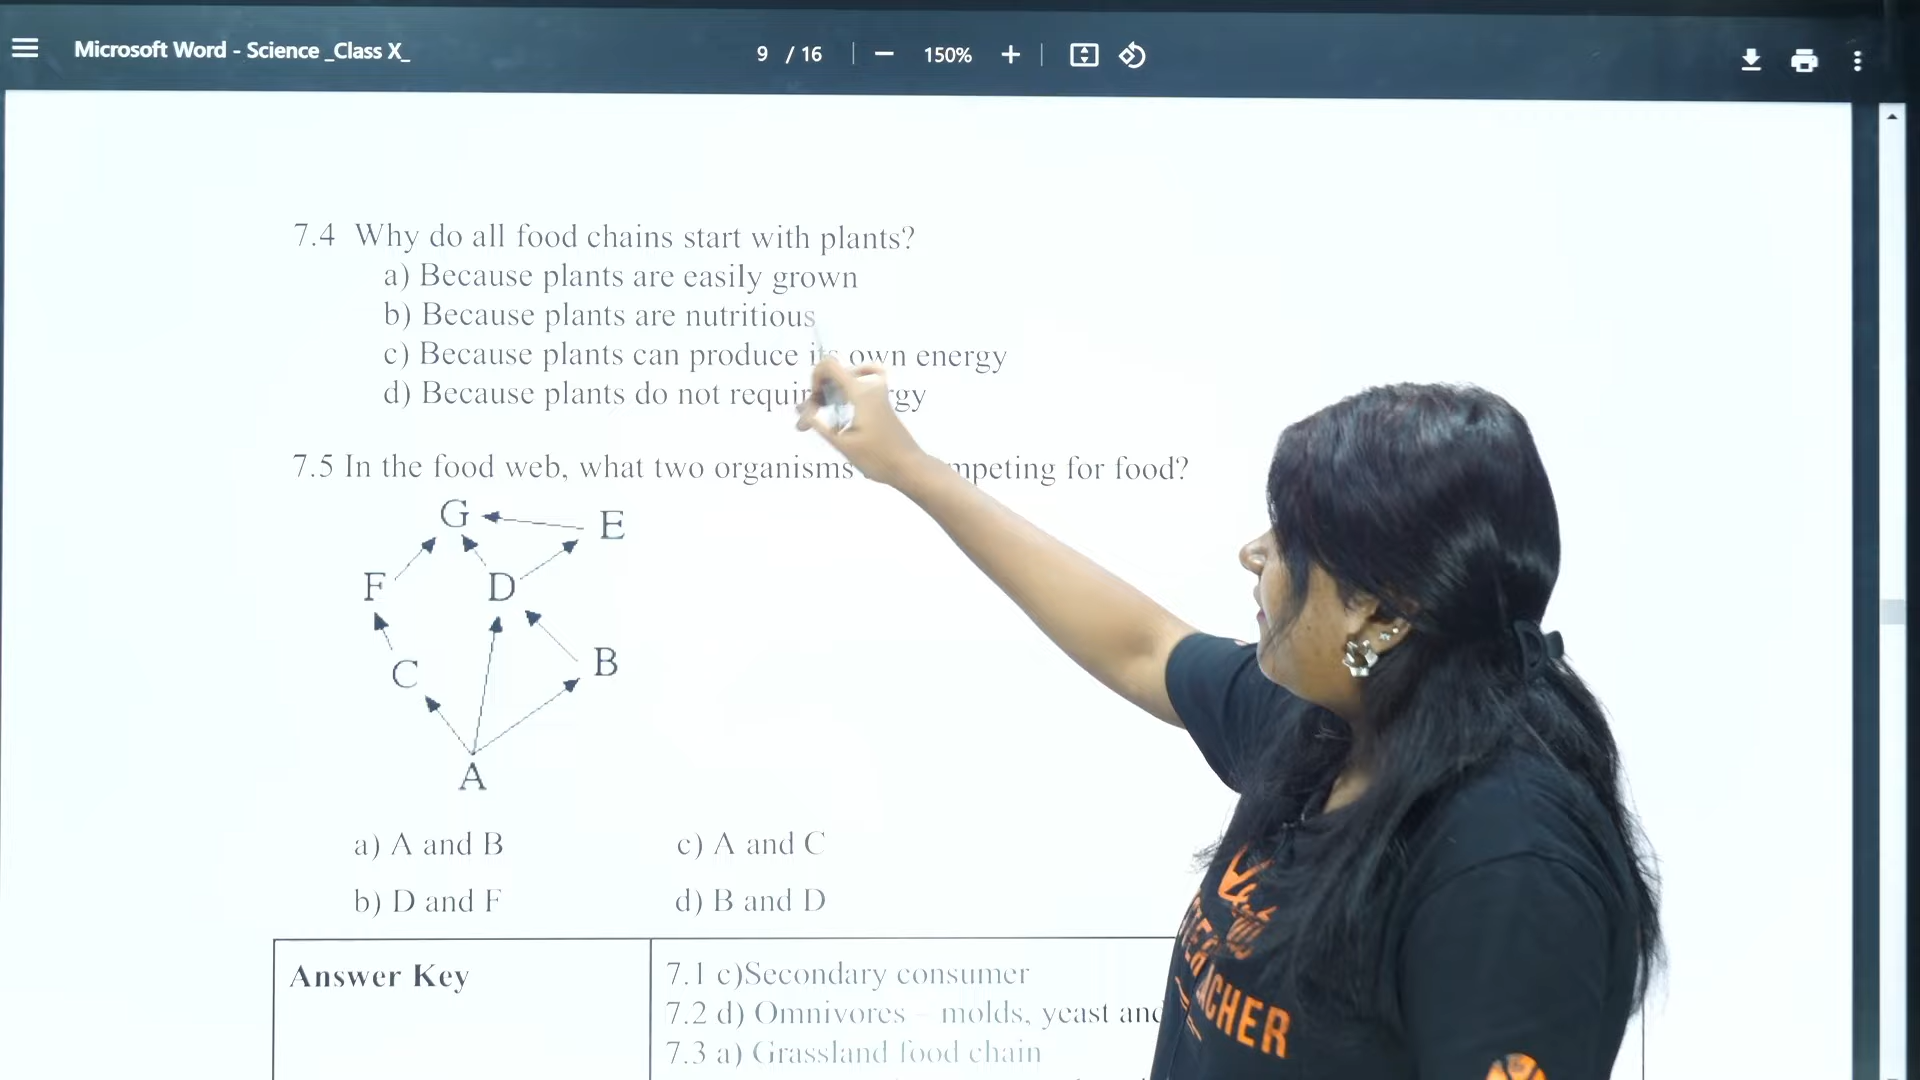 Microsoft Word - Science _Class X_
9 / 16
150%
7.4 Why do all food chains start with plants?
a) Because plants are easily grown
b) Because plants are nutritious
c) Because plants can produce its own energy
d) Because plants do not
7.5 In the food web, what two organisms for food?
G
E
F
D
C
B
A
a) A and B
c) A and C
b) D and F
d) B and D
Answer Key
7.1 c)Secondary consumer
7.2 d) Omnivores – molds, yeast and
7.3 a) Grassland food chain